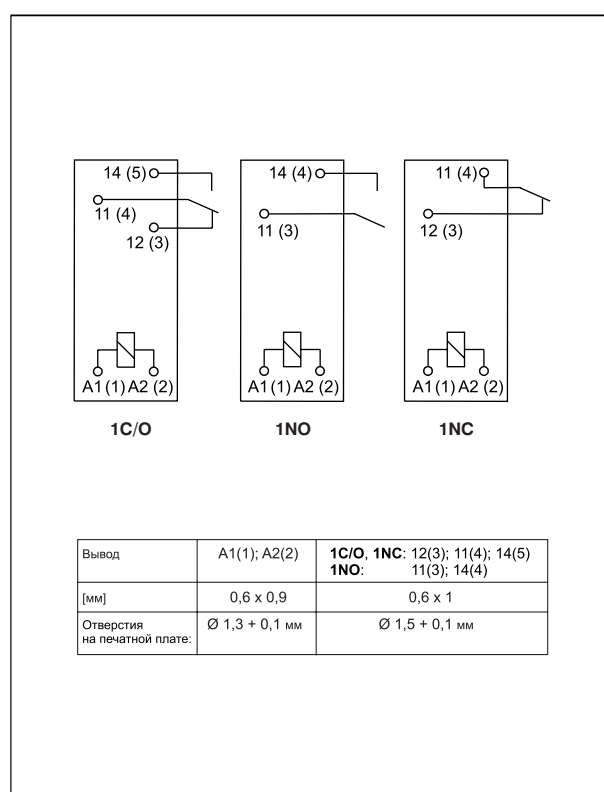 14 (5)
11 (4)
12 (3)
A1 (1) A2 (2)
1C/O
14 (4)
11 (3)
A1 (1) A2 (2)
1NO
11 (4)
12 (3)
A1 (1) A2 (2)
1NC
Вывод
A1(1); A2(2)
1C/O, 1NC: 12(3); 11(4); 14(5)
1NO: 11(3); 14(4)
[мм]
0,6 x 0,9
0,6 x 1
Отверстия
на печатной плате:
Ø 1,3 + 0,1 мм
Ø 1,5 + 0,1 мм